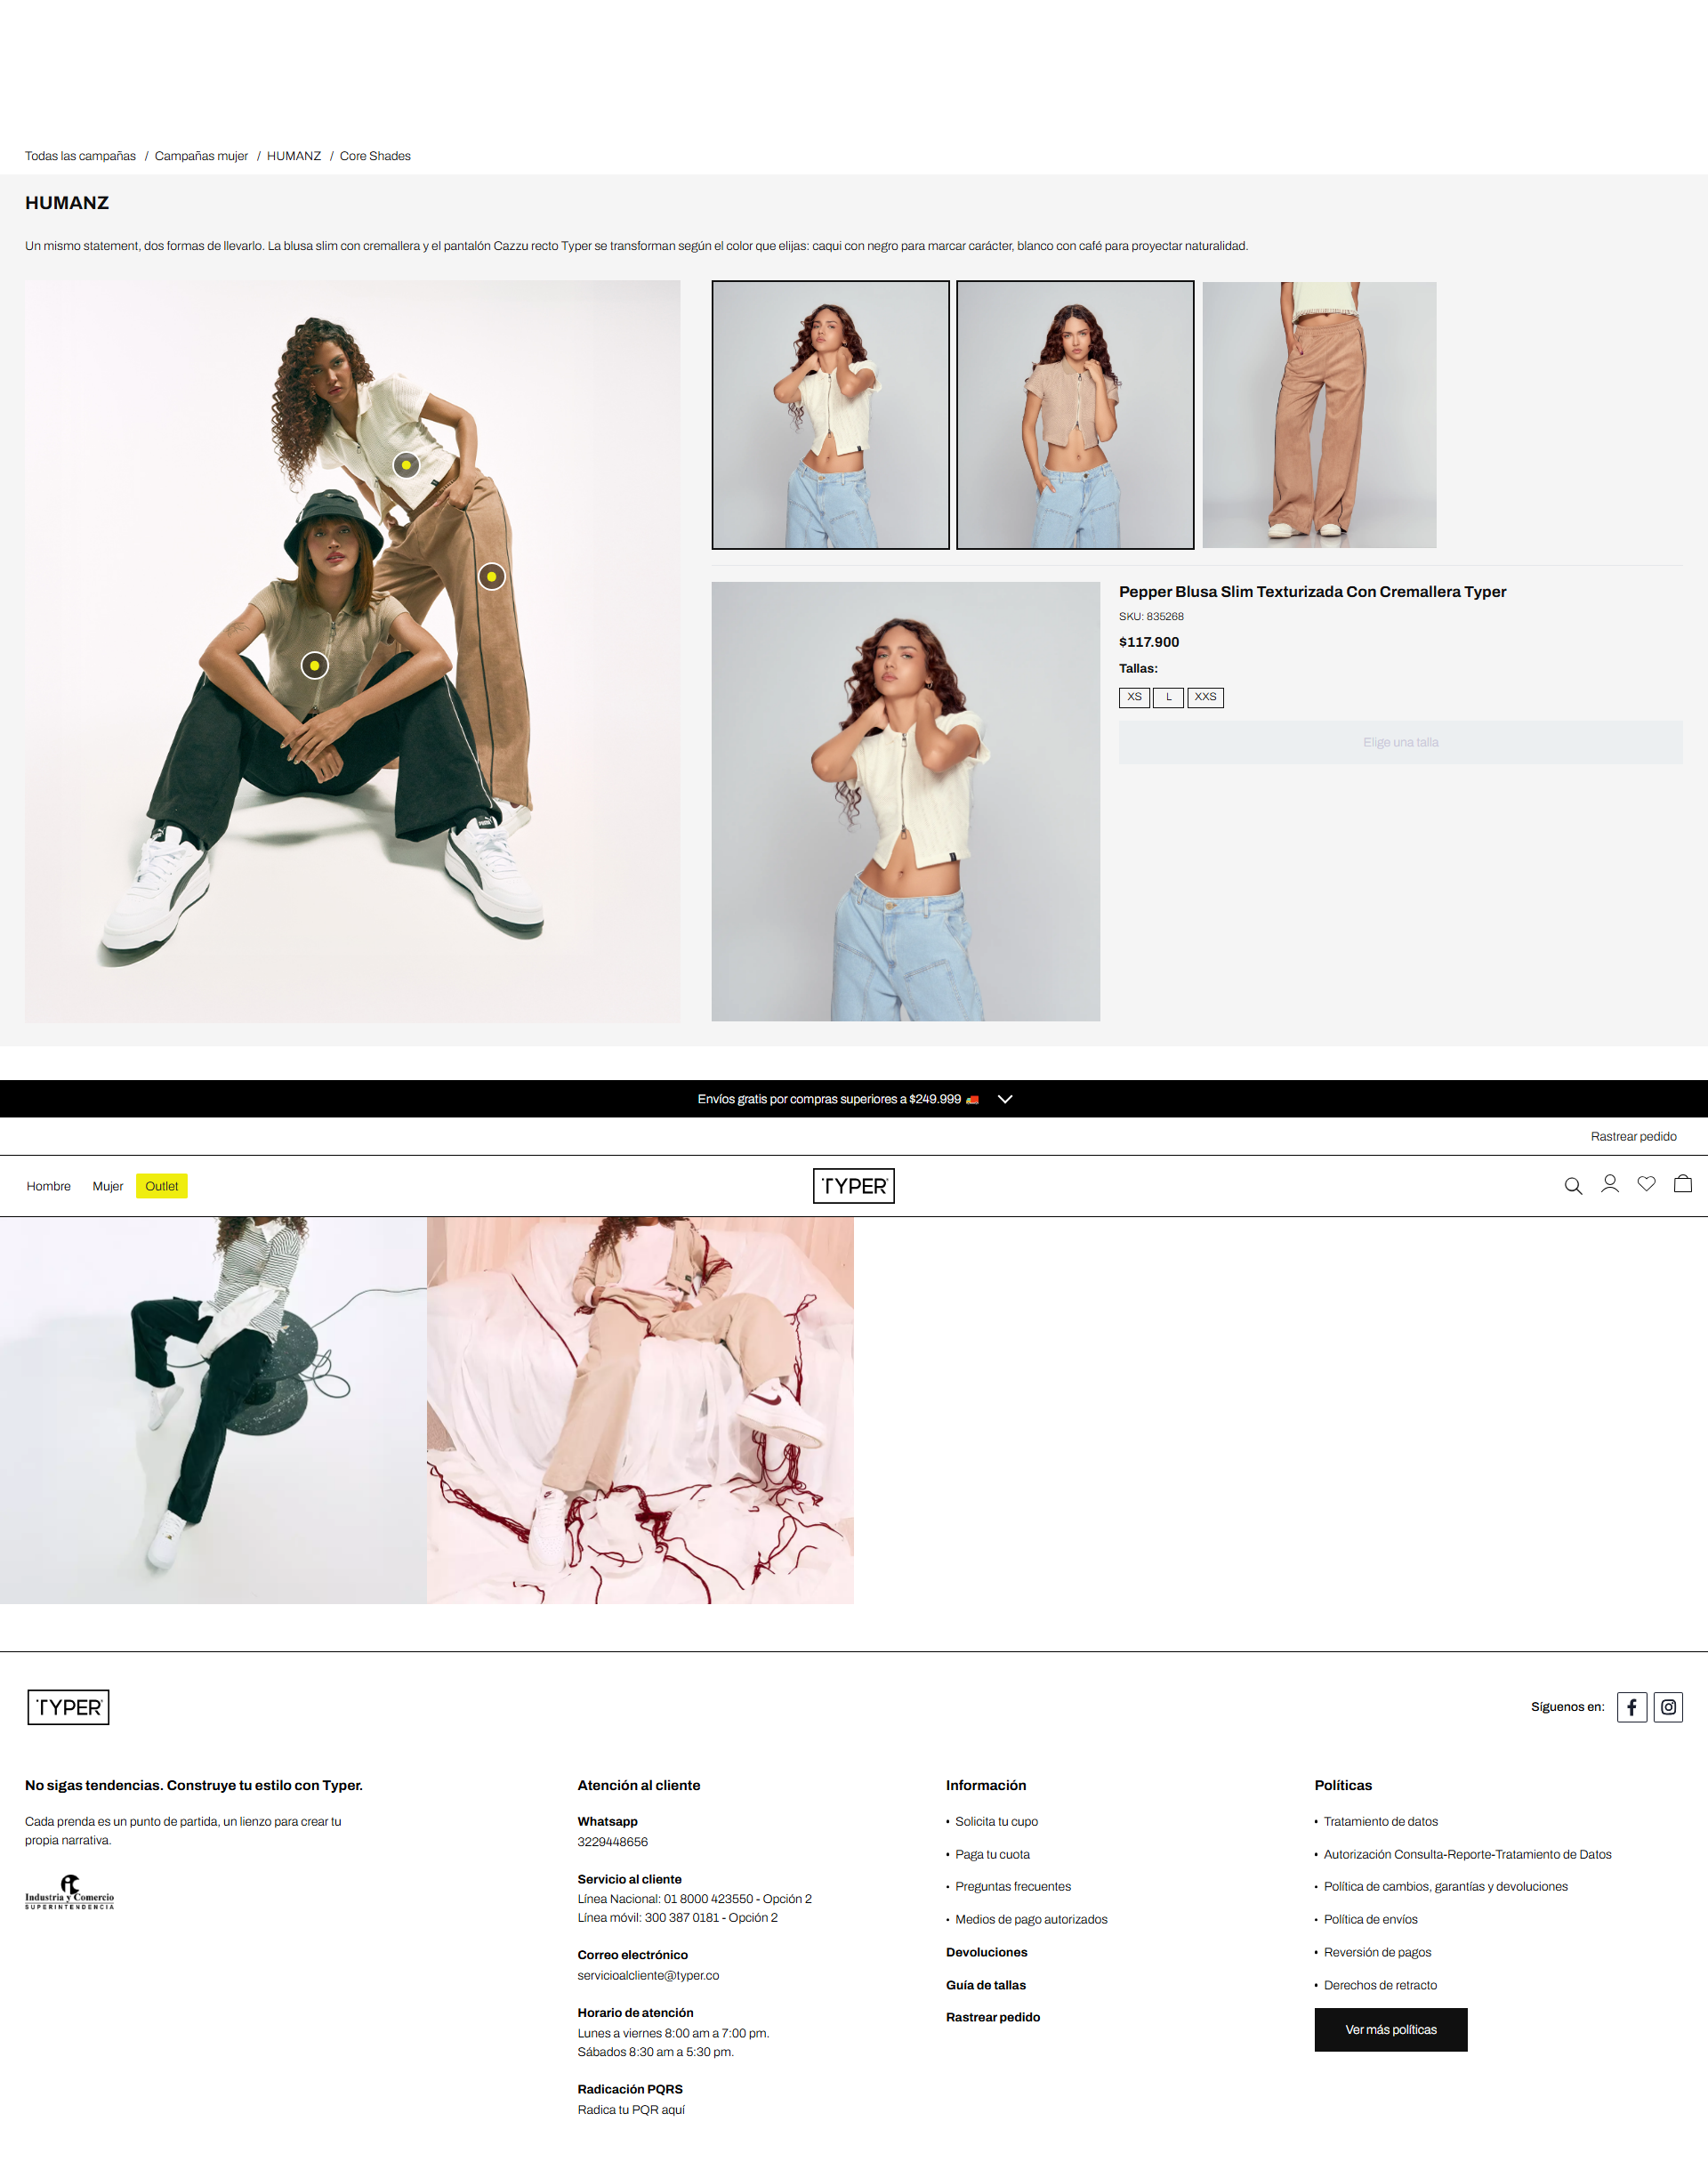 Todas las campañas / Campañas mujer / HUMANZ / Core Shades
HUMANZ
Un mismo statement, dos formas de llevarlo. La blusa slim con cremallera y el pantalón Cazzu recto Typer se transforman según el color que elijas: caqui con negro para marcar carácter, blanco con café para proyectar naturalidad.
Pepper Blusa Slim Texturizada Con Cremallera Typer
SKU: 835268
$117.900
Tallas:
XS L XXS
Elige una talla
Envíos gratis por compras superiores a $249.999
Rastrear pedido
Hombre Mujer Outlet
TYPER
TYPER
Síguenos en:
No sigas tendencias. Construye tu estilo con Typer.
Cada prenda es un punto de partida, un lienzo para crear tu
propia narrativa.
Industria y Comercio
SUPERINTENDENCIA
Atención al cliente
Whatsapp
3229448656
Servicio al cliente
Línea Nacional: 01 8000 423550 - Opción 2
Línea móvil: 300 387 0181 - Opción 2
Correo electrónico
servicioalcliente@typer.co
Horario de atención
Lunes a viernes 8:00 am a 7:00 pm.
Sábados 8:30 am a 5:30 pm.
Radicación PQRS
Radica tu PQR aquí
Información
• Solicita tu cupo
• Paga tu cuota
• Preguntas frecuentes
• Medios de pago autorizados
Devoluciones
Guía de tallas
Rastrear pedido
Políticas
• Tratamiento de datos
• Autorización Consulta-Reporte-Tratamiento de Datos
• Política de cambios, garantías y devoluciones
• Política de envíos
• Reversión de pagos
• Derechos de retracto
Ver más políticas